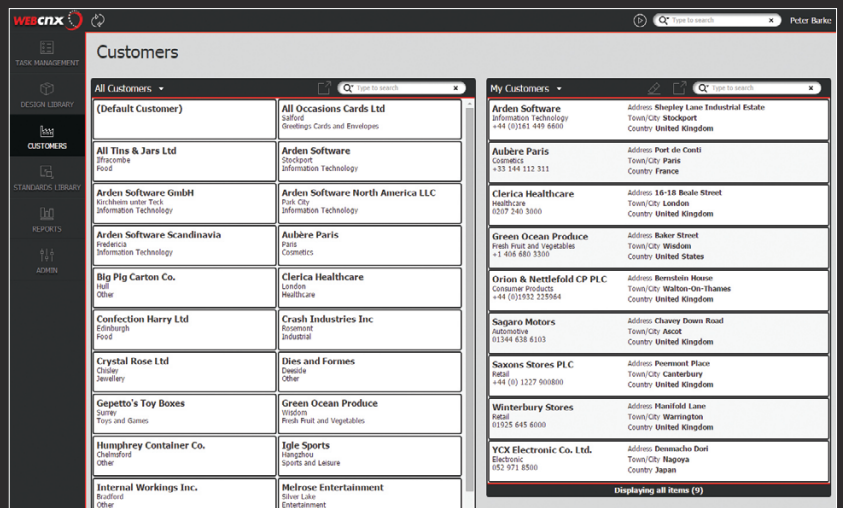 WEBCNX
Type to search
Peter Barke
TASK MANAGEMENT
DESIGN LIBRARY
CUSTOMERS
STANDARDS LIBRARY
REPORTS
ADMIN
Customers
All Customers
Type to search
(Default Customer)
All Occasions Cards Ltd
Salford
Greetings Cards and Envelopes
All Tins & Jars Ltd
Ilfracombe
Food
Arden Software
Stockport
Information Technology
Arden Software GmbH
Kirchheim unter Teck
Information Technology
Arden Software North America LLC
Park City
Information Technology
Arden Software Scandinavia
Fredericia
Information Technology
Aubère Paris
Paris
Cosmetics
Big Pig Carton Co.
Hull
Other
Clerica Healthcare
London
Healthcare
Confection Harry Ltd
Edinburgh
Food
Crash Industries Inc
Rosemont
Industrial
Crystal Rose Ltd
Chisley
Jewellery
Dies and Formes
Deeside
Other
Gepetto's Toy Boxes
Surrey
Toys and Games
Green Ocean Produce
Wisdom
Fresh Fruit and Vegetables
Humphrey Container Co.
Chelmsford
Other
Igle Sports
Hangzhou
Sports and Leisure
Internal Workings Inc.
Bradford
Other
Melrose Entertainment
Silver Lake
Entertainment
My Customers
Type to search
Arden Software
Information Technology
+44 (0)161 449 6600
Address Shepley Lane Industrial Estate
Town/City Stockport
Country United Kingdom
Aubère Paris
Cosmetics
+33 144 112 311
Address Port de Conti
Town/City Paris
Country France
Clerica Healthcare
Healthcare
0207 240 3000
Address 16-18 Beale Street
Town/City London
Country United Kingdom
Green Ocean Produce
Fresh Fruit and Vegetables
+1 406 680 3300
Address Baker Street
Town/City Wisdom
Country United States
Orion & Nettlefold CP PLC
Consumer Products
+44 (0)1932 225964
Address Bernstein House
Town/City Walton-On-Thames
Country United Kingdom
Sagaro Motors
Automotive
01344 638 6103
Address Chavey Down Road
Town/City Ascot
Country United Kingdom
Saxons Stores PLC
Retail
+44 (0) 1227 900800
Address Peermont Place
Town/City Canterbury
Country United Kingdom
Winterbury Stores
Retail
01925 645 6000
Address Manifold Lane
Town/City Warrington
Country United Kingdom
YCX Electronic Co. Ltd.
Electronic
052 971 8500
Address Denmacho Dori
Town/City Nagoya
Country Japan
Displaying all items (9)